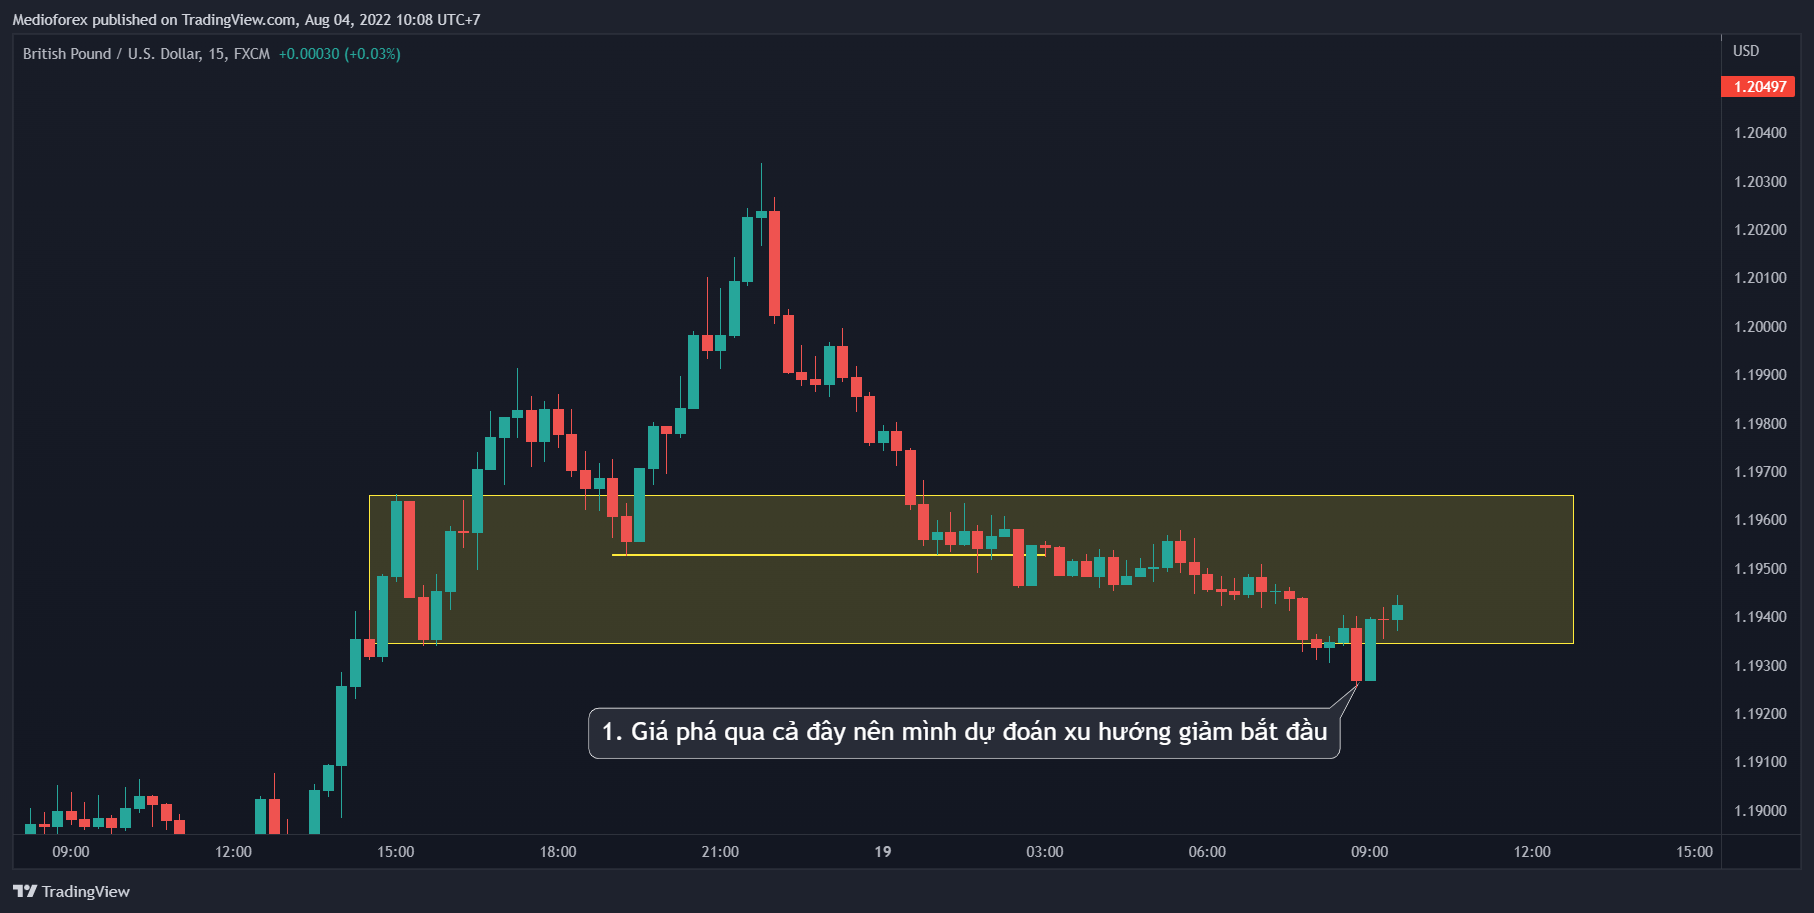 Medioforex published on TradingView.com, Aug 04, 2022 10:08 UTC+7
British Pound / U.S. Dollar, 15, FXCM +0.00030 (+0.03%)
USD
1.20497
1.20400
1.20300
1.20200
1.20100
1.20000
1.19900
1.19800
1.19700
1.19600
1.19500
1.19400
1.19300
1.19200
1.19100
1.19000
1. Giá phá qua cả đây nên mình dự đoán xu hướng giảm bắt đầu
09:00 12:00 15:00 18:00 21:00 19 03:00 06:00 09:00 12:00 15:00
TradingView